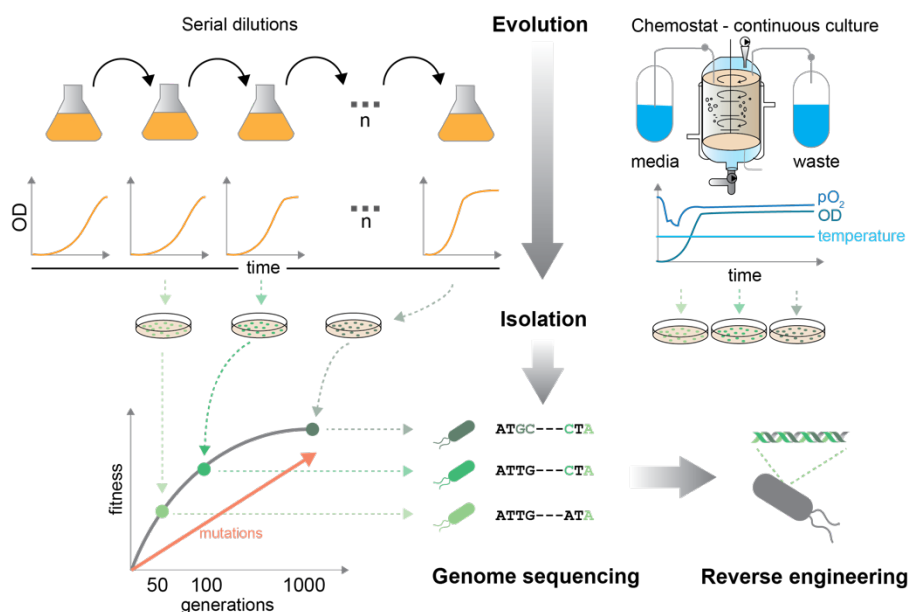 Serial dilutions
Evolution
Chemostat - continuous culture
n
media
waste
OD
n
time
pO2
OD
temperature
time
Isolation
fitness
mutations
50 100 1000
generations
ATGC---CTA
ATTG---CTA
ATTG---ATA
Genome sequencing
Reverse engineering